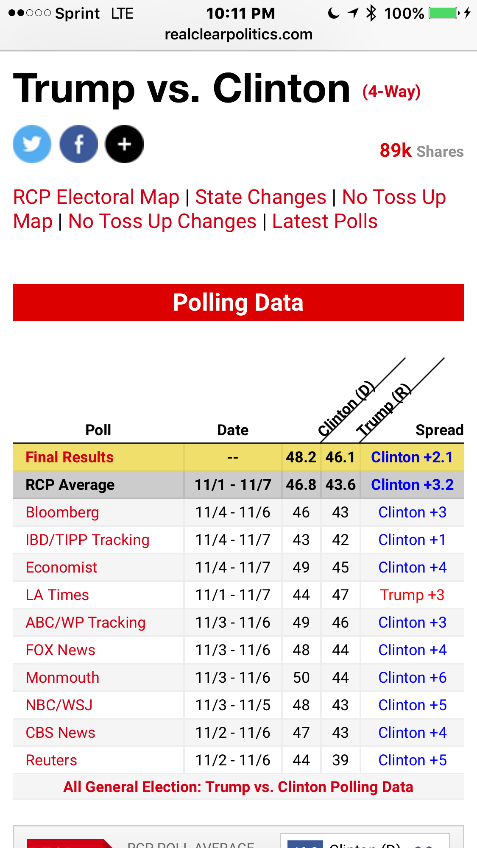 Sprint LTE 10:11 PM 100%
realclearpolitics.com
Trump vs. Clinton (4-Way)
89k Shares
RCP Electoral Map | State Changes | No Toss Up
Map | No Toss Up Changes | Latest Polls
Polling Data
Poll Date Clinton (D) Trump (R) Spread
Final Results -- 48.2 46.1 Clinton +2.1
RCP Average 11/1 - 11/7 46.8 43.6 Clinton +3.2
Bloomberg 11/4 - 11/6 46 43 Clinton +3
IBD/TIPP Tracking 11/4 - 11/7 43 42 Clinton +1
Economist 11/4 - 11/7 49 45 Clinton +4
LA Times 11/1 - 11/7 44 47 Trump +3
ABC/WP Tracking 11/3 - 11/6 49 46 Clinton +3
FOX News 11/3 - 11/6 48 44 Clinton +4
Monmouth 11/3 - 11/6 50 44 Clinton +6
NBC/WSJ 11/3 - 11/5 48 43 Clinton +5
CBS News 11/2 - 11/6 47 43 Clinton +4
Reuters 11/2 - 11/6 44 39 Clinton +5
All General Election: Trump vs. Clinton Polling Data
RCP POLL AVERAGE Clinton (D)